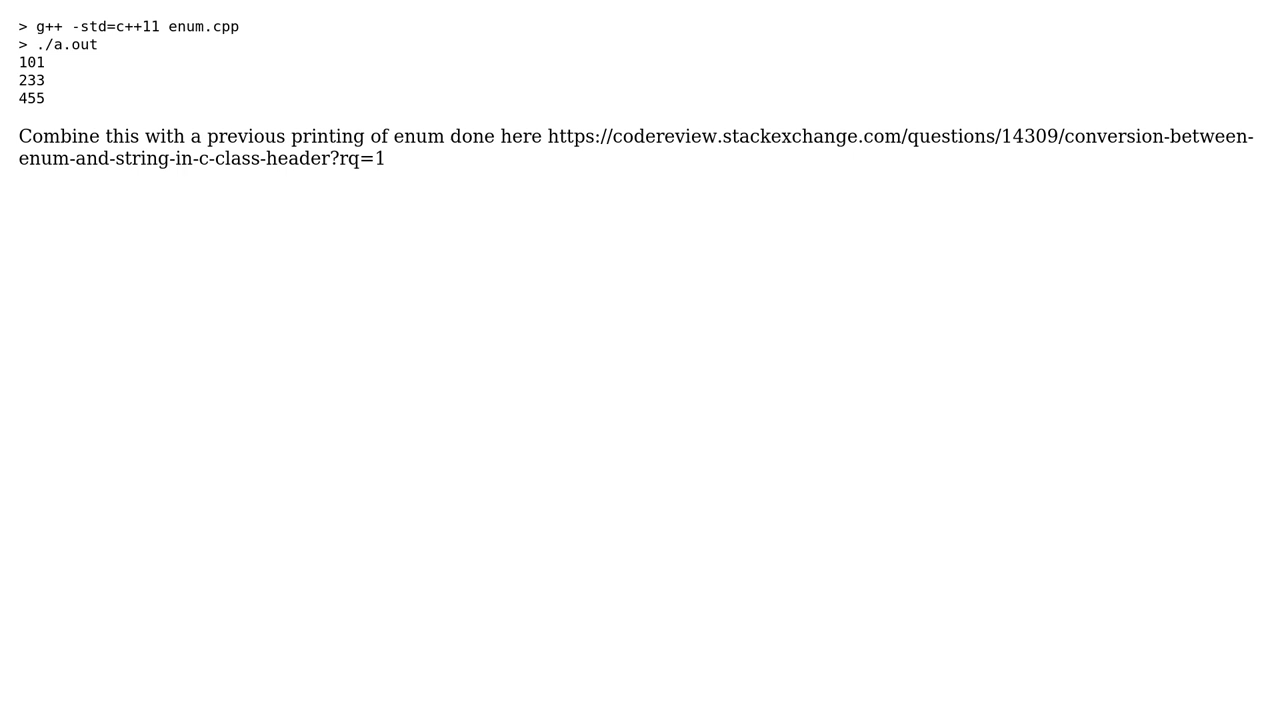 > g++ -std=c++11 enum.cpp
> ./a.out
101
233
455
Combine this with a previous printing of enum done here https://codereview.stackexchange.com/questions/14309/conversion-between-
enum-and-string-in-c-class-header?rq=1